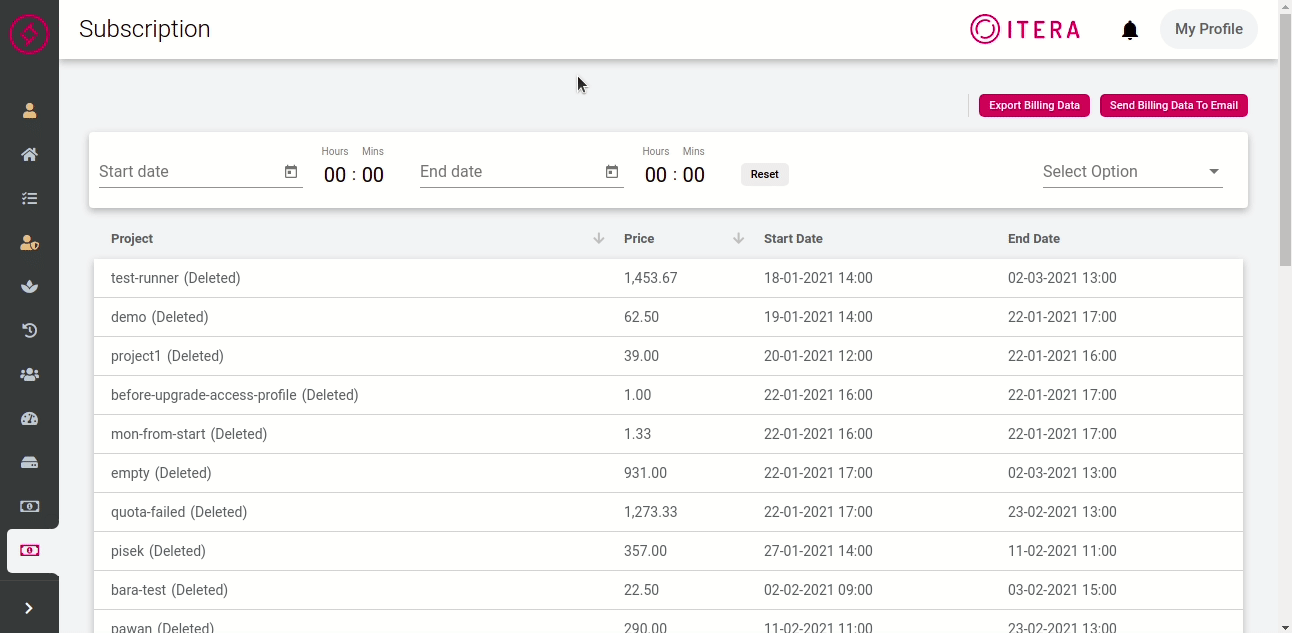 Subscription
ITERA
My Profile
Export Billing Data
Send Billing Data To Email
Hours Mins Hours Mins
Start date 00 : 00 End date 00 : 00 Reset Select Option
Project Price Start Date End Date
test-runner (Deleted) 1,453.67 18-01-2021 14:00 02-03-2021 13:00
demo (Deleted) 62.50 19-01-2021 14:00 22-01-2021 17:00
project1 (Deleted) 39.00 20-01-2021 12:00 22-01-2021 16:00
before-upgrade-access-profile (Deleted) 1.00 22-01-2021 16:00 22-01-2021 17:00
mon-from-start (Deleted) 1.33 22-01-2021 16:00 22-01-2021 17:00
empty (Deleted) 931.00 22-01-2021 17:00 02-03-2021 13:00
quota-failed (Deleted) 1,273.33 22-01-2021 17:00 23-02-2021 13:00
pisek (Deleted) 357.00 27-01-2021 14:00 11-02-2021 11:00
bara-test (Deleted) 22.50 02-02-2021 09:00 03-02-2021 15:00
pawan (Deleted) 290.00 11-02-2021 11:00 23-02-2021 13:00